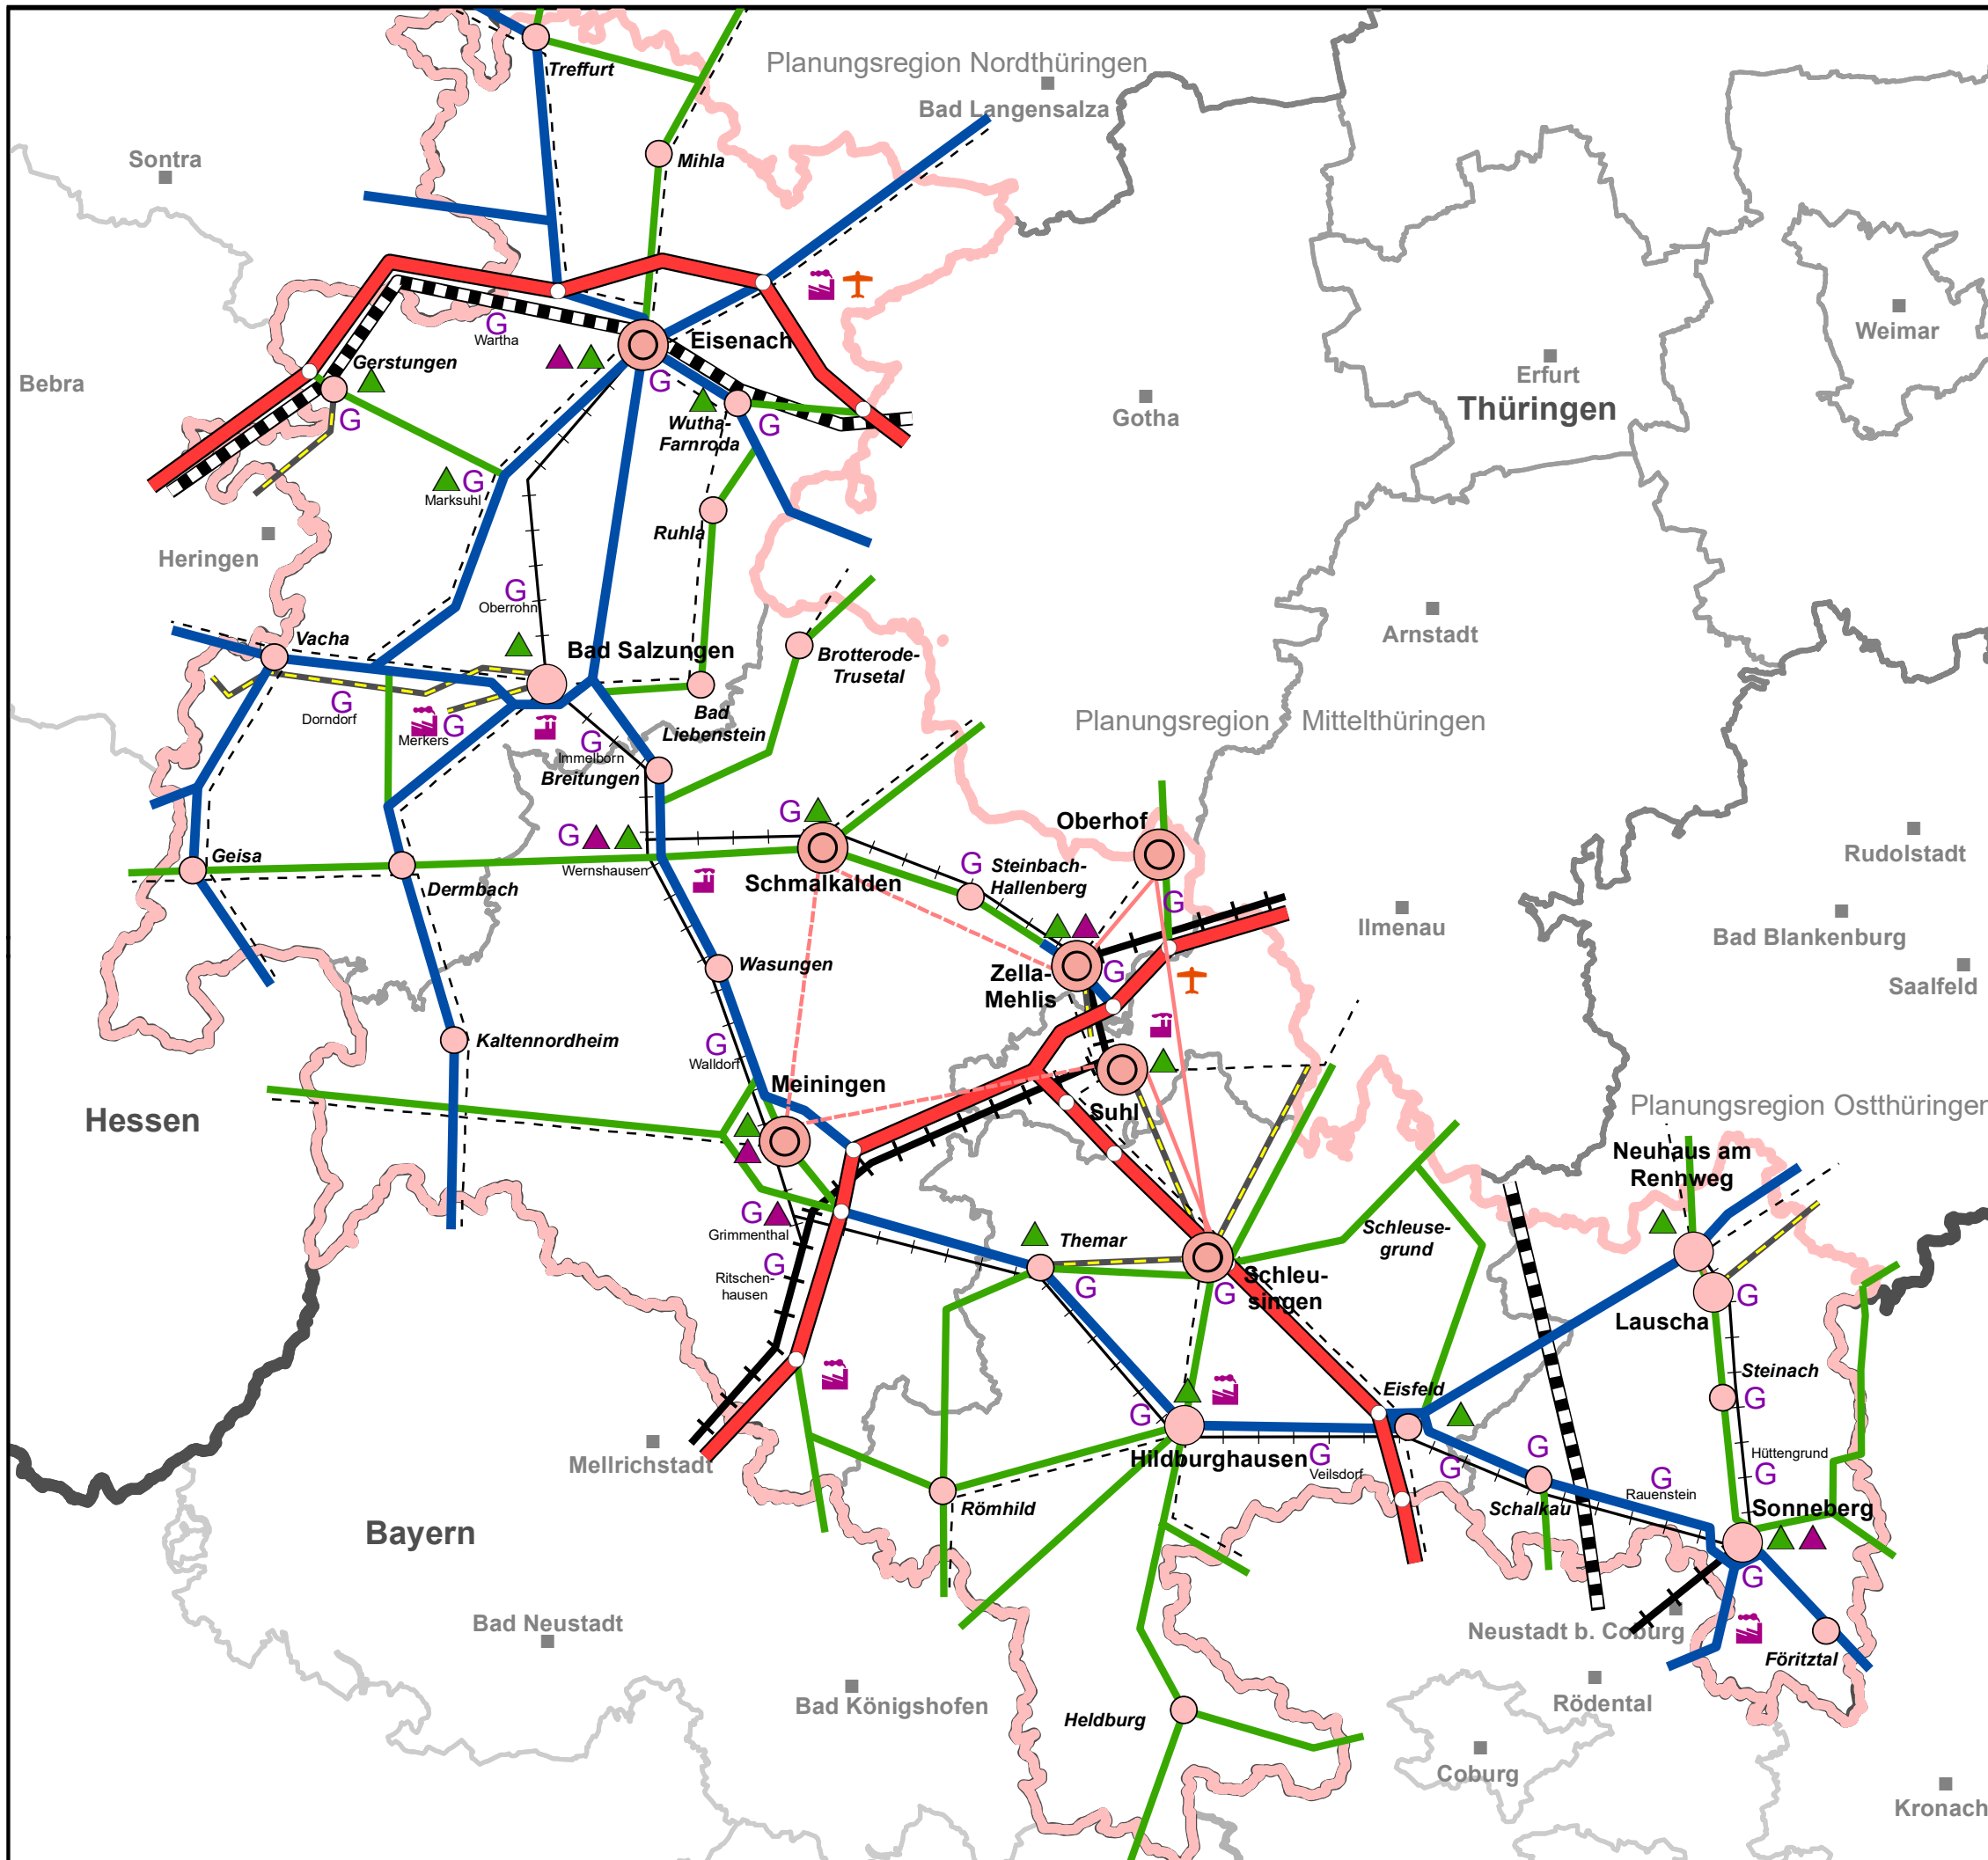 Planungsregion Nordthüringen
Treffurt
Bad Langensalza
Sontra
Mihla
G
Wartha
Eisenach
Weimar
Gerstungen
Bebra
G
Erfurt
Thüringen
Gotha
G
Wutha-
Farnroda
G
G
Marksuhl
Ruhla
Heringen
G
Oberrohn
Arnstadt
Vacha
Bad Salzungen
Brotterode-
Trusetal
G
Dorndorf
G
Merkers
Bad
Liebenstein
Planungsregion
Mittelthüringen
G
Immelborn
Breitungen
G
Oberhof
G
Wernshausen
Geisa
Dermbach
Schmalkalden
G
Steinbach-
Hallenberg
Rudolstadt
G
Ilmenau
Bad Blankenburg
Wasungen
Zella-
Mehlis
G
Saalfeld
Kaltennordheim
G
Walldorf
Meiningen
Suhl
Hessen
Planungsregion Ostthüringen
Neuhaus am
Rennweg
G
Grimmenthal
Themar
Schleuse-
grund
G
Ritschen-
hausen
G
G
Schleu-
singen
G
Lauscha
Steinach
G
Eisfeld
G
Hildburghausen
G
Veilsdorf
G
G
Hüttengrund
G
Mellrichstadt
Römhild
Schalkau
G
Rauenstein
Sonneberg
Bayern
G
Bad Neustadt
Neustadt b. Coburg
Föritztal
Bad Königshofen
Heldburg
Rödental
Coburg
Kronach